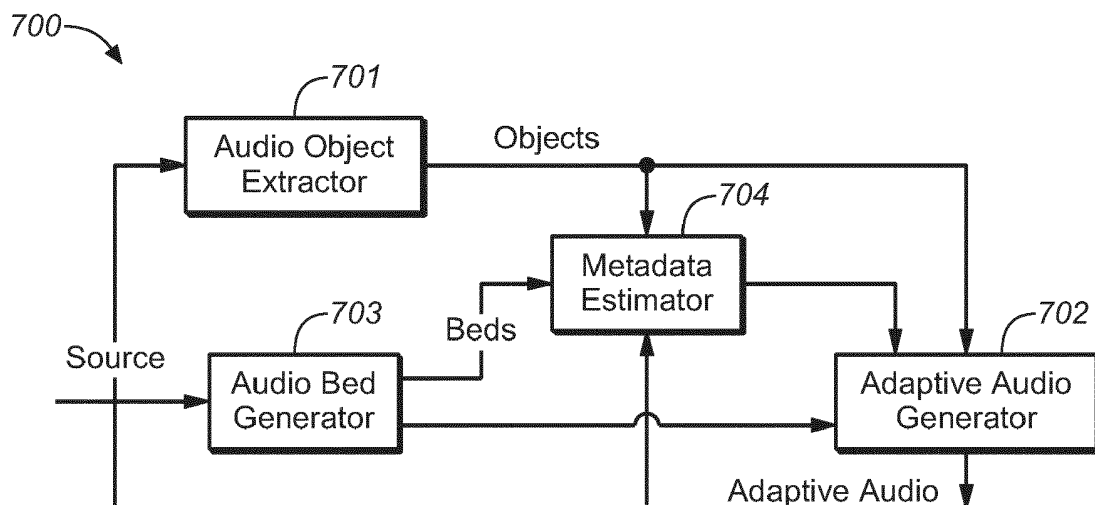 700
701
Audio Object
Extractor
Objects
704
Metadada
Estimator
703
Beds
702
Source
Audio Bed
Generator
Adaptive Audio
Generator
Adaptive Audio